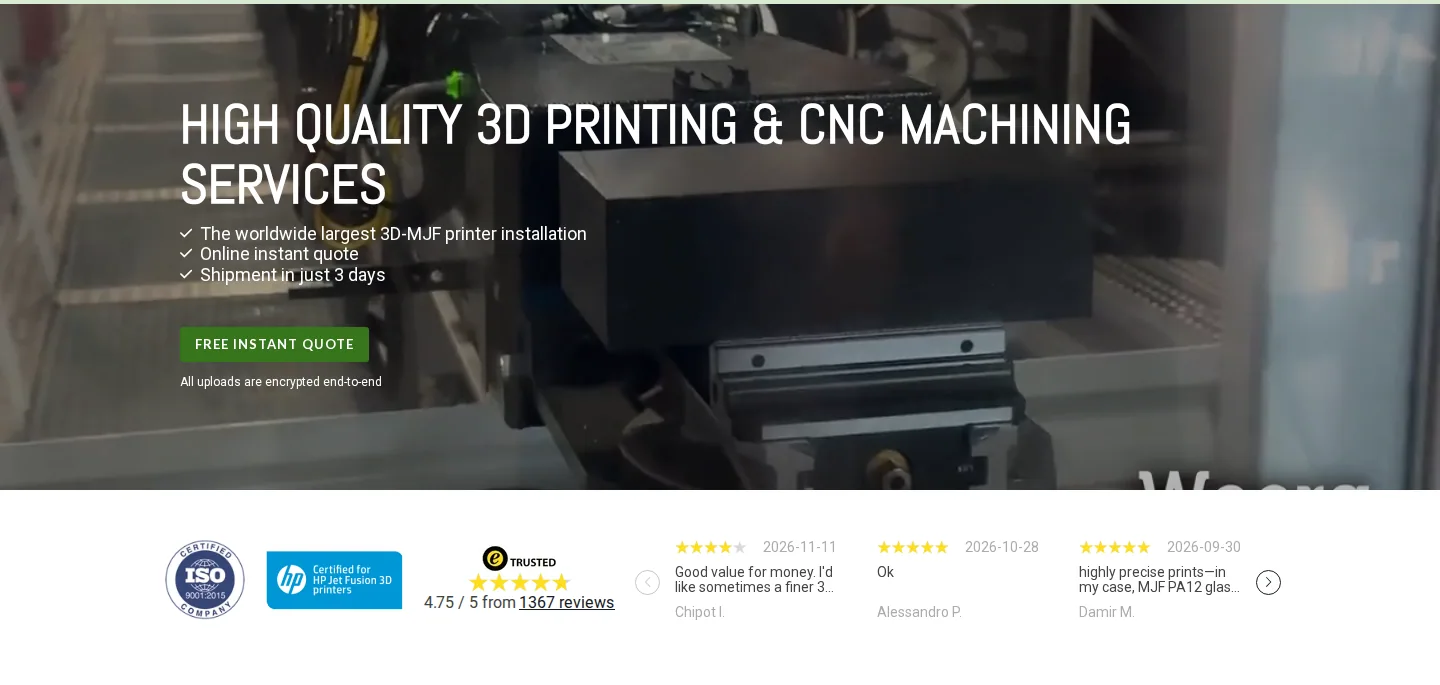 HIGH QUALITY 3D PRINTING & CNC MACHINING
SERVICES
The worldwide largest 3D-MJF printer installation
Online instant quote
Shipment in just 3 days
FREE INSTANT QUOTE
All uploads are encrypted end-to-end
CERTIFIED
ISO
9001:2015
COMPANY
hp
Certified for
HP Jet Fusion 3D
printers
e TRUSTED
4.75 / 5 from 1367 reviews
2026-11-11
Good value for money. I'd
like sometimes a finer 3...
Chipot I.
2026-10-28
Ok
Alessandro P.
2026-09-30
highly precise prints—in
my case, MJF PA12 glas...
Damir M.